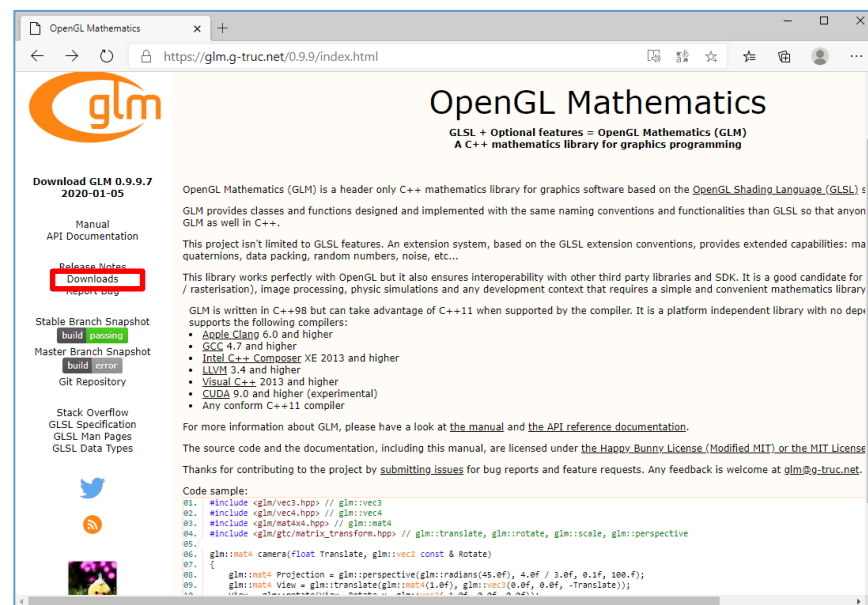 OpenGL Mathematics
https://glm.g-truc.net/0.9.9/index.html
glm
Download GLM 0.9.9.7
2020-01-05
Manual
API Documentation
Release Notes
Downloads
Report Bug
Stable Branch Snapshot
build passing
Master Branch Snapshot
build error
Git Repository
Stack Overflow
GLSL Specification
GLSL Man Pages
GLSL Data Types
OpenGL Mathematics
GLSL + Optional features = OpenGL Mathematics (GLM)
A C++ mathematics library for graphics programming
OpenGL Mathematics (GLM) is a header only C++ mathematics library for graphics software based on the OpenGL Shading Language (GLSL) s
GLM provides classes and functions designed and implemented with the same naming conventions and functionalities than GLSL so that anyon
GLM as well in C++.
This project isn't limited to GLSL features. An extension system, based on the GLSL extension conventions, provides extended capabilities: ma
quaternions, data packing, random numbers, noise, etc...
This library works perfectly with OpenGL but it also ensures interoperability with other third party libraries and SDK. It is a good candidate for
/ rasterisation), image processing, physic simulations and any development context that requires a simple and convenient mathematics library
GLM is written in C++98 but can take advantage of C++11 when supported by the compiler. It is a platform independent library with no depe
supports the following compilers:
• Apple Clang 6.0 and higher
• GCC 4.7 and higher
• Intel C++ Composer XE 2013 and higher
• LLVM 3.4 and higher
• Visual C++ 2013 and higher
• CUDA 9.0 and higher (experimental)
• Any conform C++11 compiler
For more information about GLM, please have a look at the manual and the API reference documentation.
The source code and the documentation, including this manual, are licensed under the Happy Bunny License (Modified MIT) or the MIT License
Thanks for contributing to the project by submitting issues for bug reports and feature requests. Any feedback is welcome at glm@g-truc.net.
Code sample:
01. #include <glm/vec3.hpp> // glm::vec3
02. #include <glm/vec4.hpp> // glm::vec4
03. #include <glm/mat4x4.hpp> // glm::mat4
04. #include <glm/gtc/matrix_transform.hpp> // glm::translate, glm::rotate, glm::scale, glm::perspective
05.
06. glm::mat4 camera(float Translate, glm::vec2 const & Rotate)
07. {
08. glm::mat4 Projection = glm::perspective(glm::radians(45.0f), 4.0f / 3.0f, 0.1f, 100.f);
09. glm::mat4 View = glm::translate(glm::mat4(1.0f), glm::vec3(0.0f, 0.0f, -Translate));